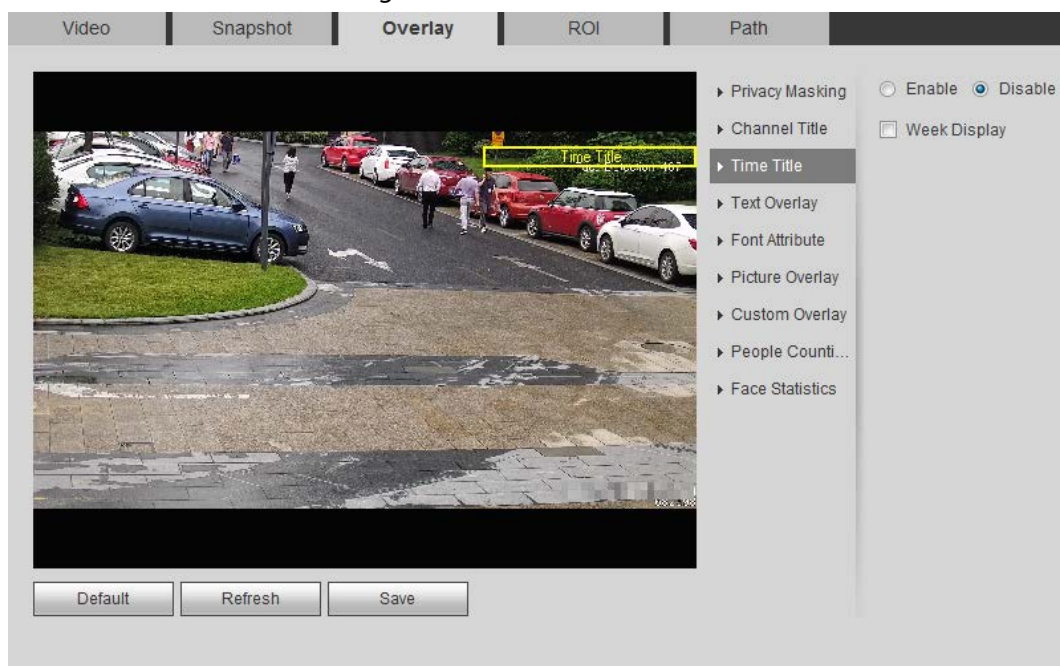 Video Snapshot Overlay ROI Path
Privacy Masking
Channel Title
Time Title
Text Overlay
Font Attribute
Picture Overlay
Custom Overlay
People Counti...
Face Statistics
Enable Disable
Week Display
Time Title
Default Refresh Save